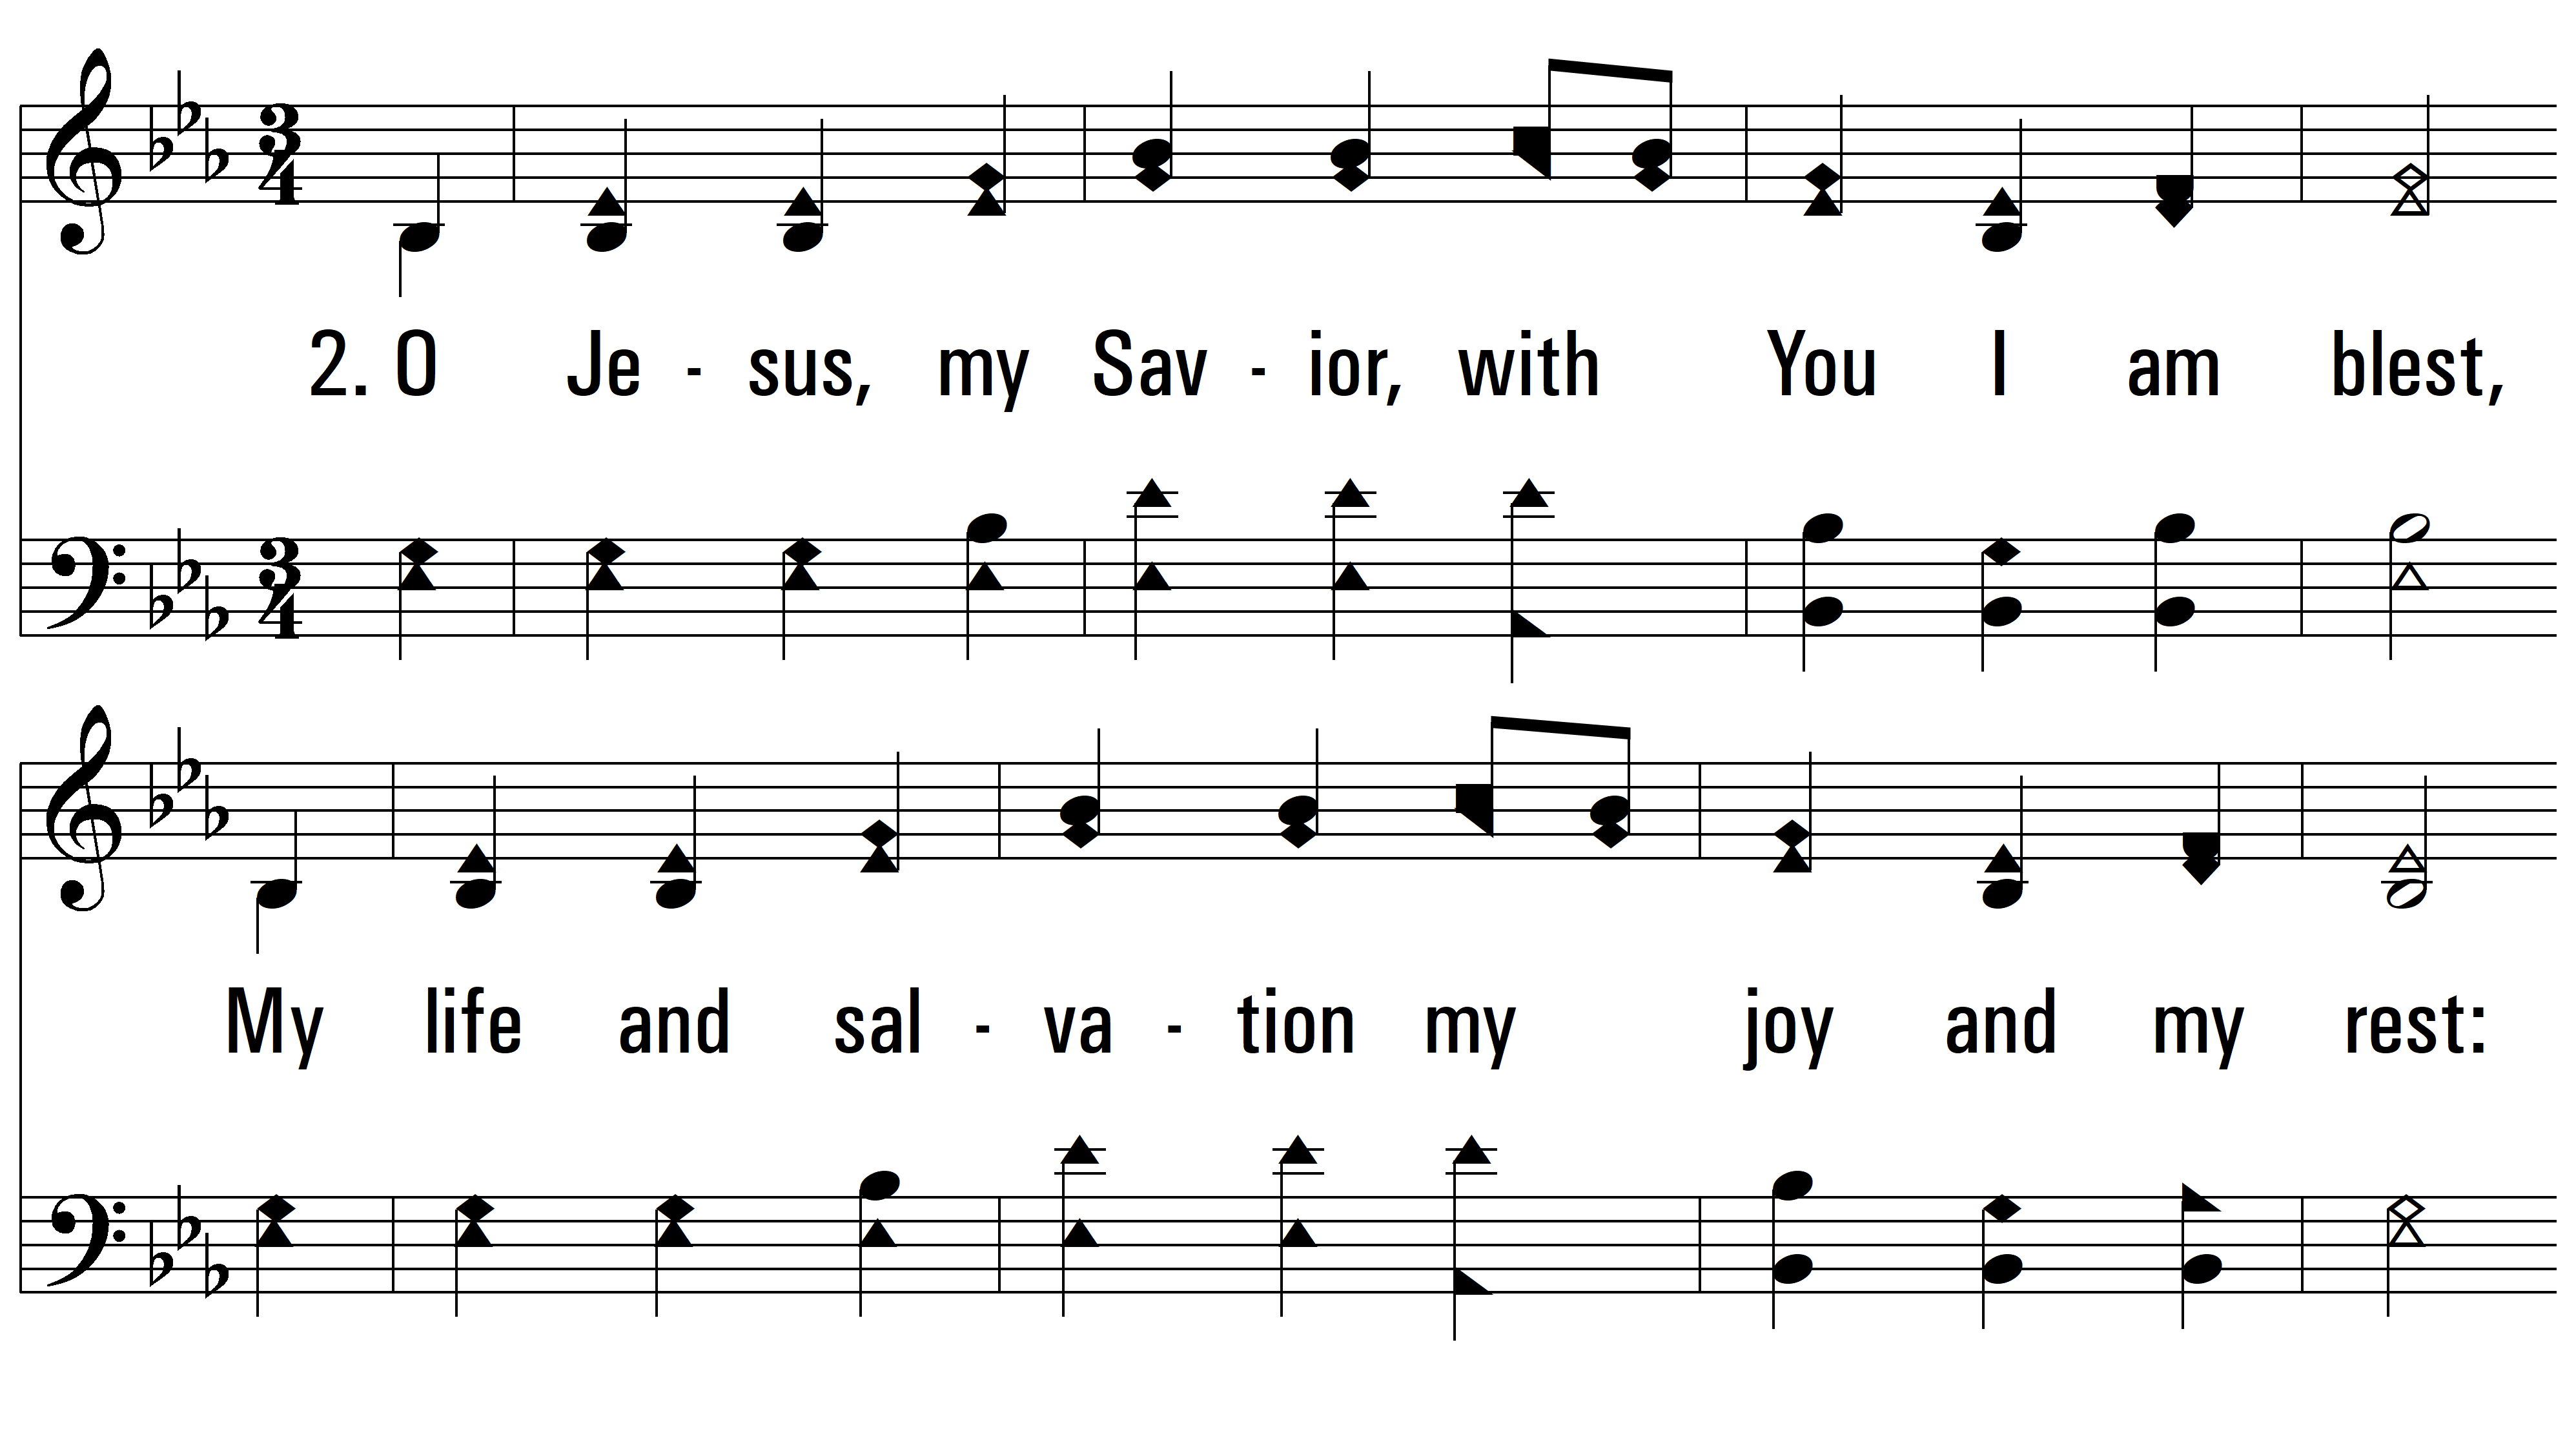 2. O Je - sus, my Sav - ior, with You I am blest,
My life and sal - va - tion my joy and my rest: